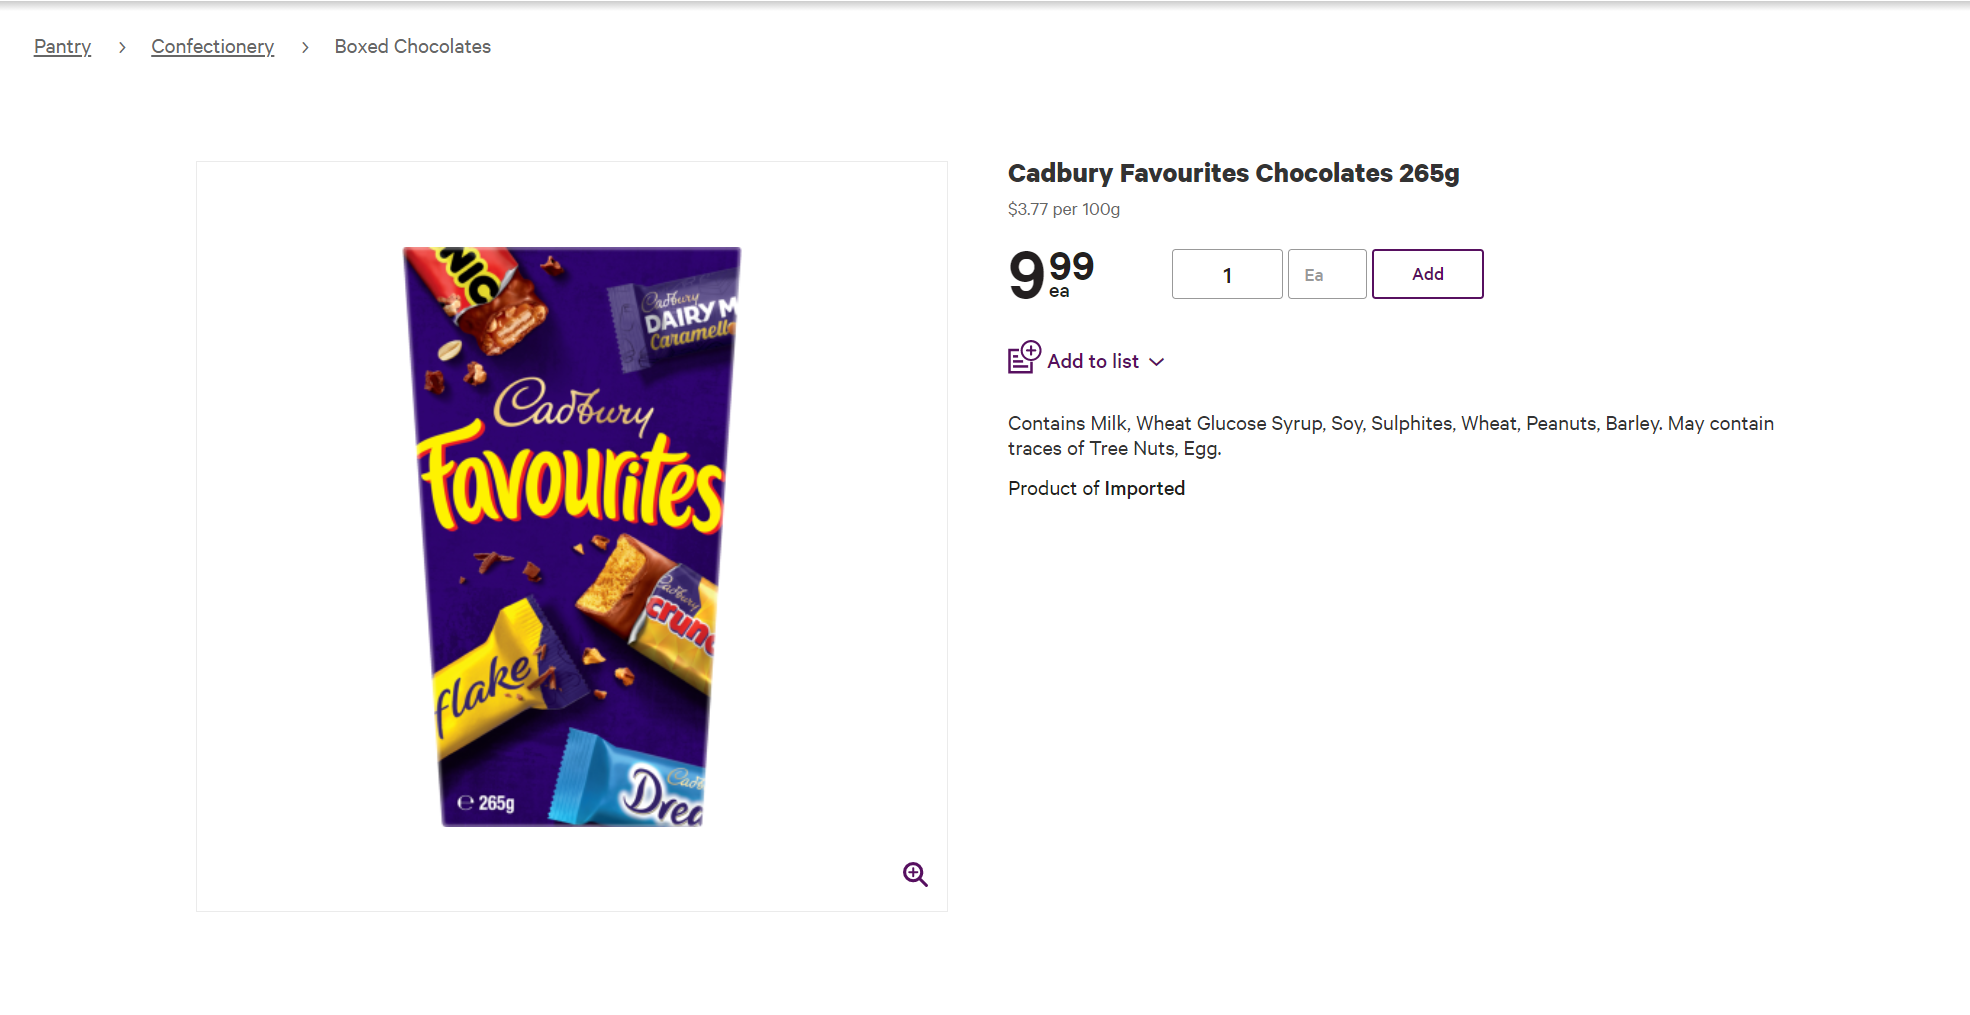 Pantry > Confectionery > Boxed Chocolates
Cadbury Favourites Chocolates 265g
$3.77 per 100g
9 99
ea
1
Ea
Add
Add to list
Contains Milk, Wheat Glucose Syrup, Soy, Sulphites, Wheat, Peanuts, Barley. May contain
traces of Tree Nuts, Egg.
Product of Imported
NIC
Cadbury
DAIRY M
Caramell
Cadbury
Favourites
Cadbury
crunc
flake
Cadb
Drea
e 265g